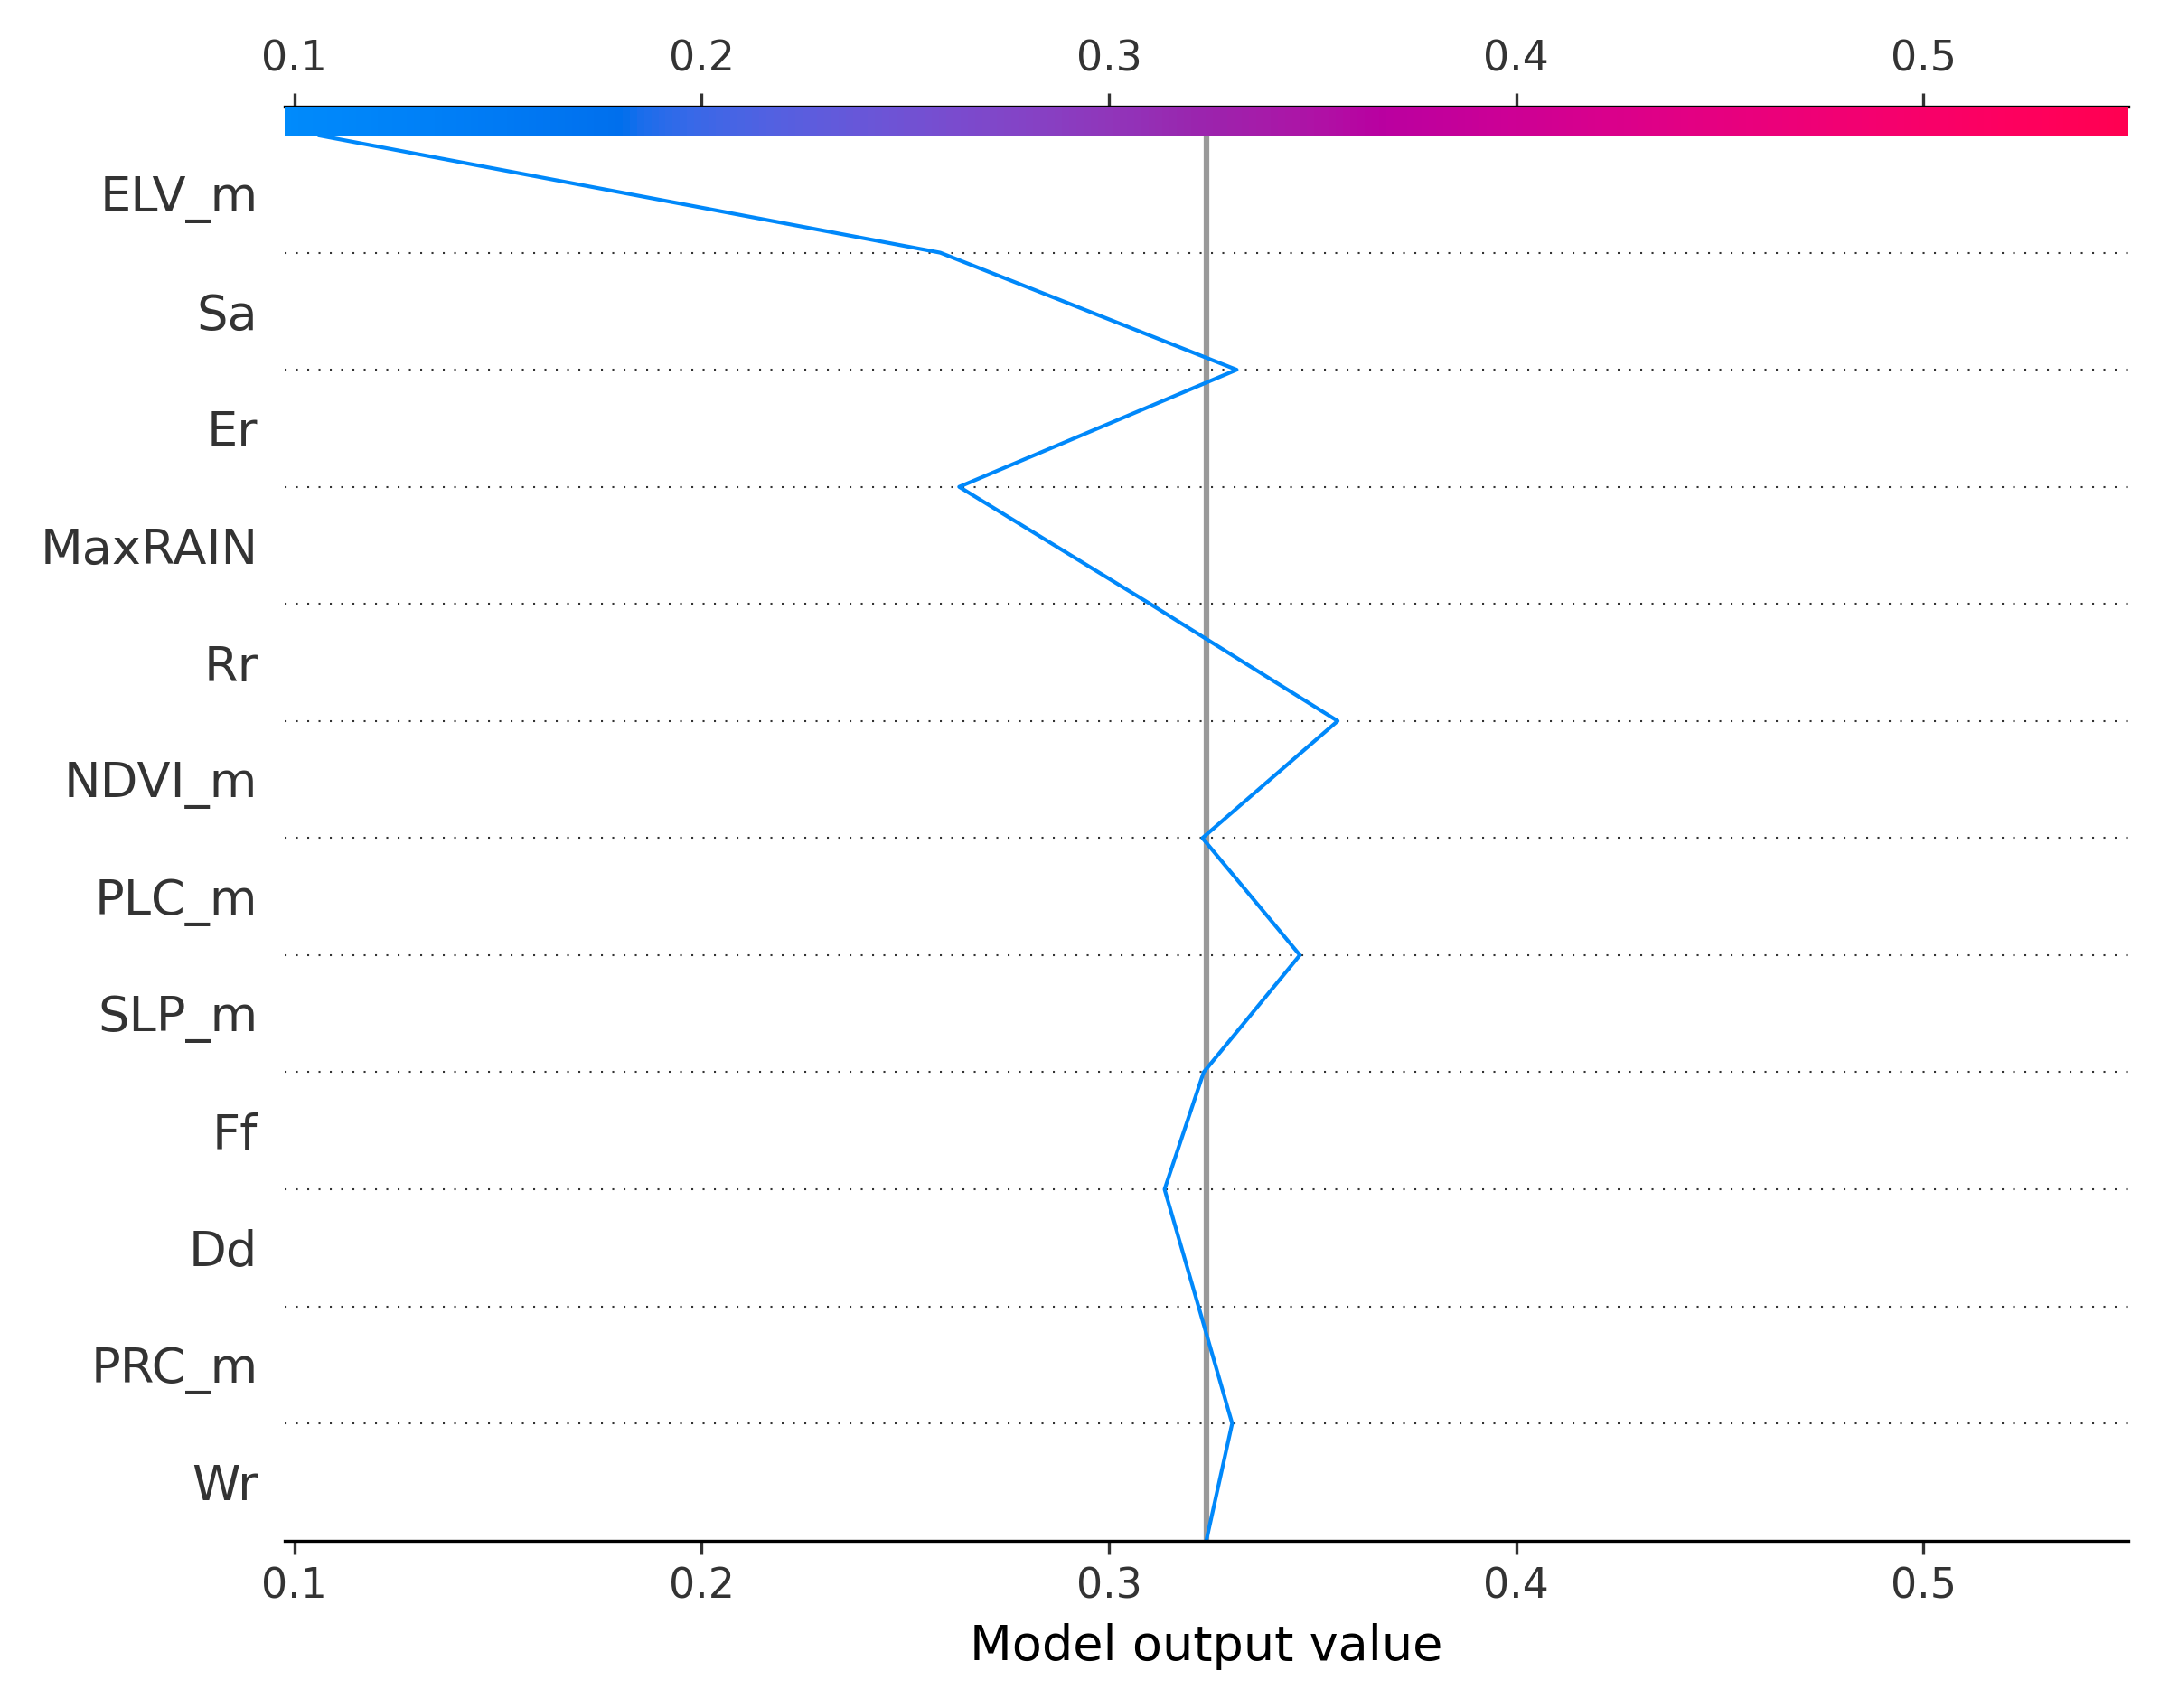 0.1 0.2 0.3 0.4 0.5
ELV_m
Sa
Er
MaxRAIN
Rr
NDVI_m
PLC_m
SLP_m
Ff
Dd
PRC_m
Wr
0.1 0.2 0.3 0.4 0.5
Model output value